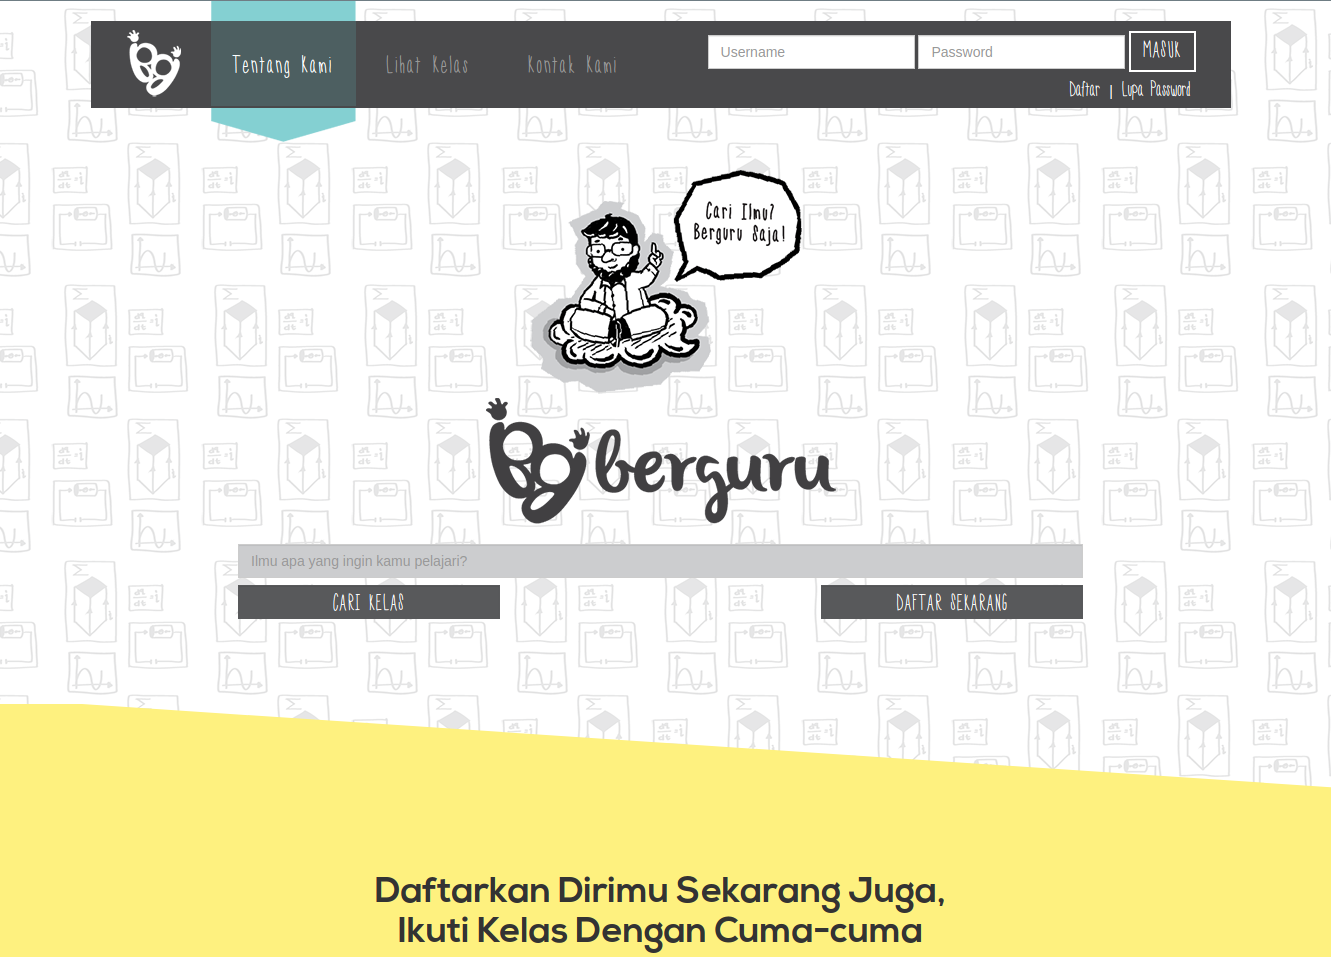 Tentang Kami
Lihat Kelas
Kontak Kami
Username
Password
MASUK
Daftar | Lupa Password
Cari Ilmu?
Berguru Saja!
berguru
Ilmu apa yang ingin kamu pelajari?
CARI KELAS
DAFTAR SEKARANG
Daftarkan Dirimu Sekarang Juga,
Ikuti Kelas Dengan Cuma-cuma